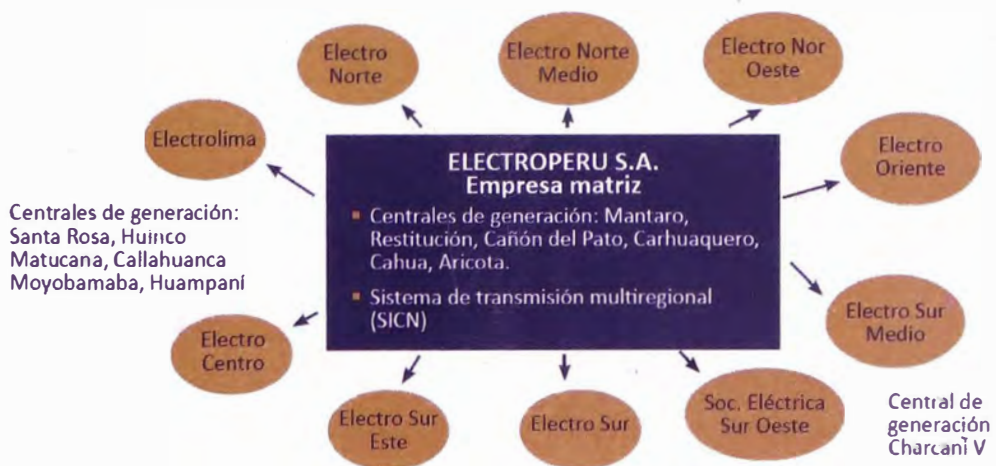 Electro
Norte
Electro Norte
Medio
Electro Nor
Oeste
Electrolima
Electro
Oriente
ELECTROPERU S.A.
Empresa matriz
▪ Centrales de generación: Mantaro,
Restitución, Cañón del Pato, Carhuaquero,
Cahua, Aricota.
▪ Sistema de transmisión multiregional
(SICN)
Centrales de generación:
Santa Rosa, Huinco
Matucana, Callahuanca
Moyobamaba, Huampaní
Electro Sur
Medio
Electro
Centro
Electro Sur
Este
Electro Sur
Soc. Eléctrica
Sur Oeste
Central de
generación
Charcani V